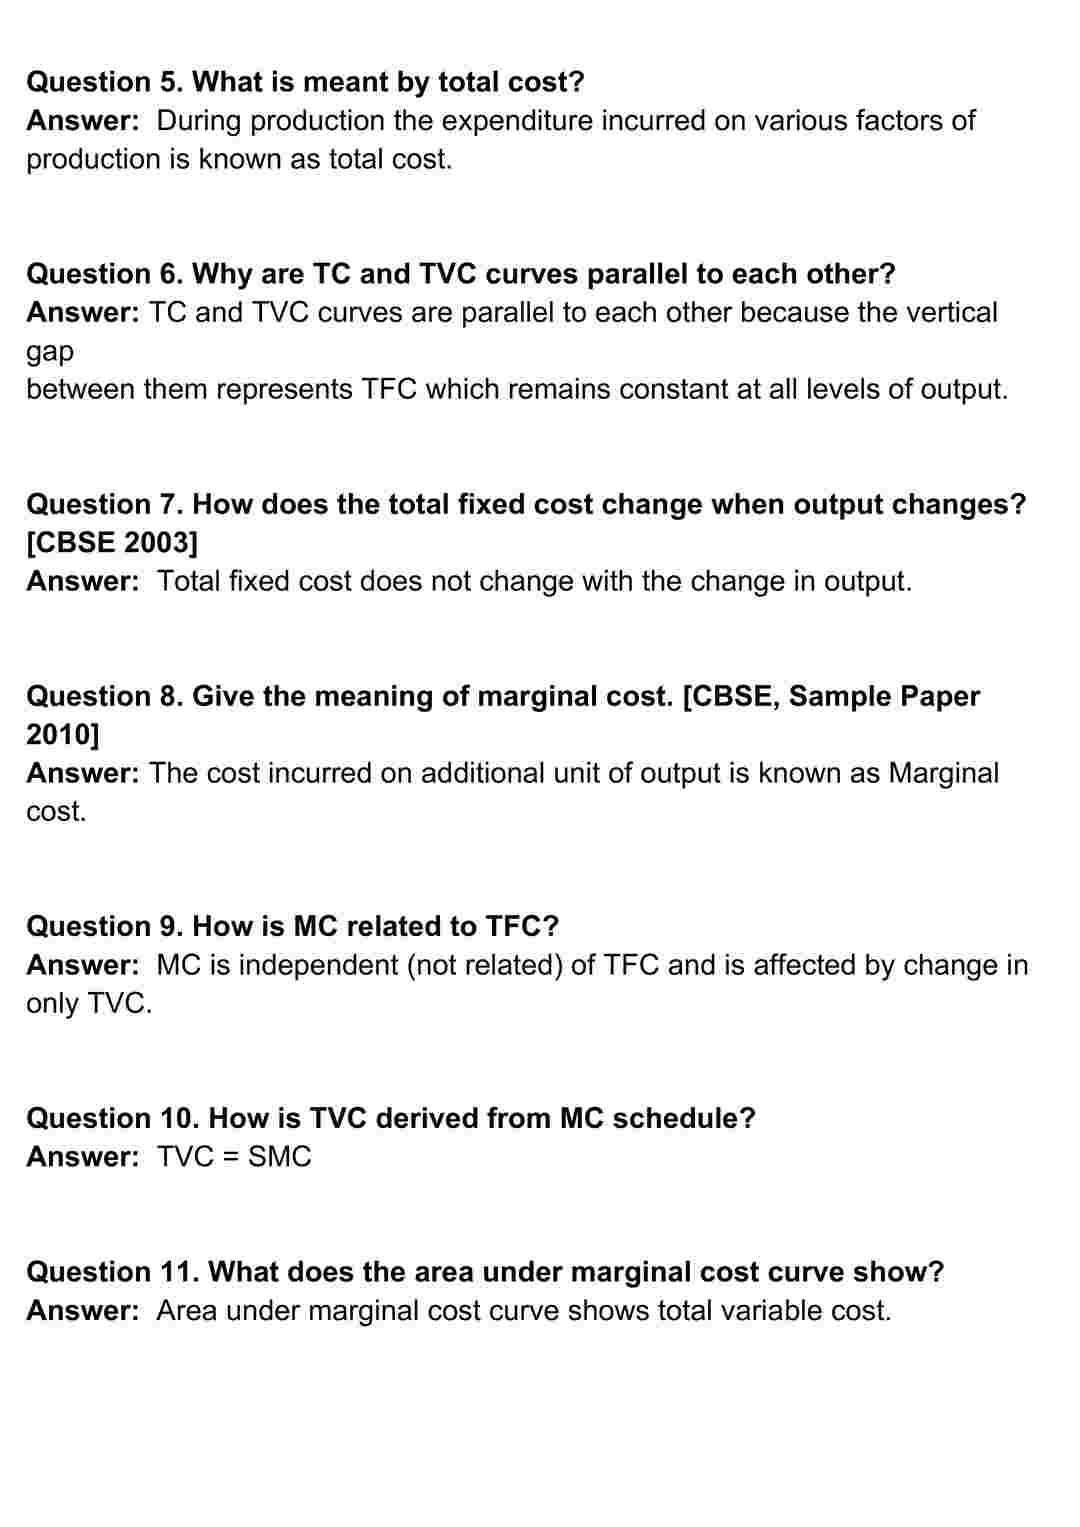 Question 5. What is meant by total cost?
Answer:  During production the expenditure incurred on various factors of
production is known as total cost.
Question 6. Why are TC and TVC curves parallel to each other?
Answer: TC and TVC curves are parallel to each other because the vertical
gap
between them represents TFC which remains constant at all levels of output.
Question 7. How does the total fixed cost change when output changes?
[CBSE 2003]
Answer:  Total fixed cost does not change with the change in output.
Question 8. Give the meaning of marginal cost. [CBSE, Sample Paper
2010]
Answer: The cost incurred on additional unit of output is known as Marginal
cost.
Question 9. How is MC related to TFC?
Answer:  MC is independent (not related) of TFC and is affected by change in
only TVC.
Question 10. How is TVC derived from MC schedule?
Answer:  TVC = SMC
Question 11. What does the area under marginal cost curve show?
Answer:  Area under marginal cost curve shows total variable cost.